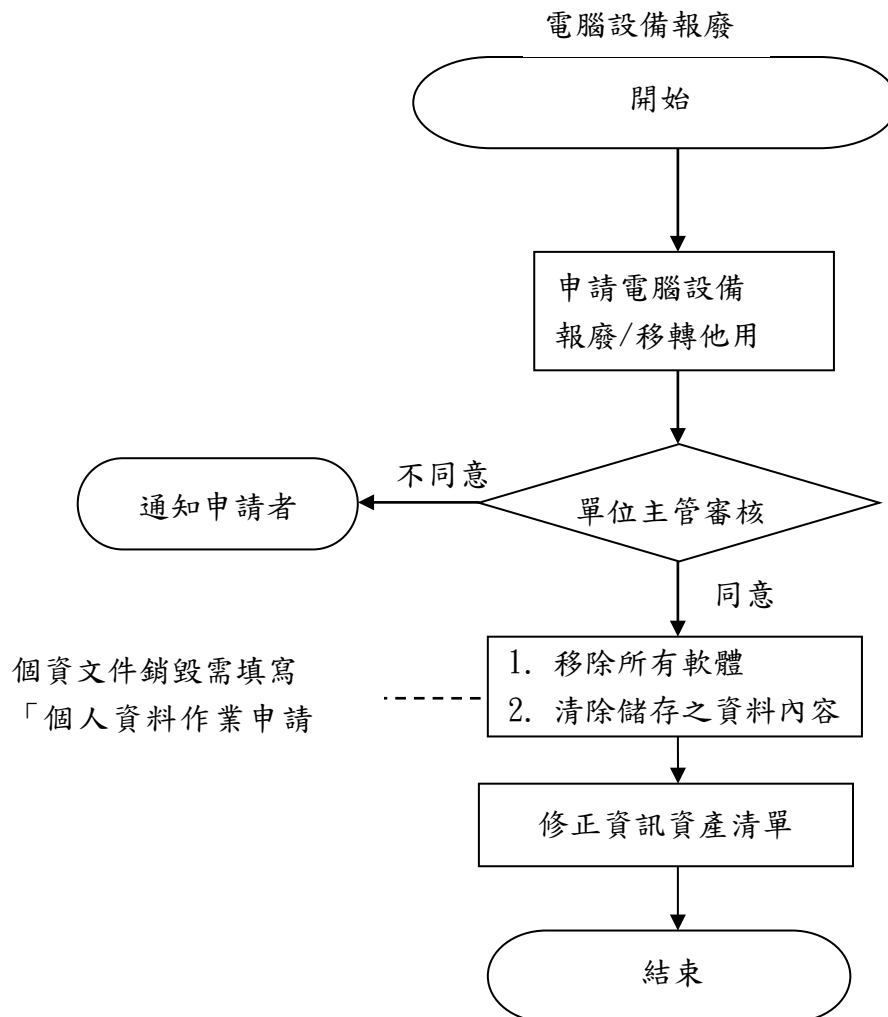 電腦設備報廢
開始
申請電腦設備
報廢/移轉他用
不同意
通知申請者
單位主管審核
同意
個資文件銷毀需填寫
「個人資料作業申請
1. 移除所有軟體
2. 清除儲存之資料內容
修正資訊資產清單
結束